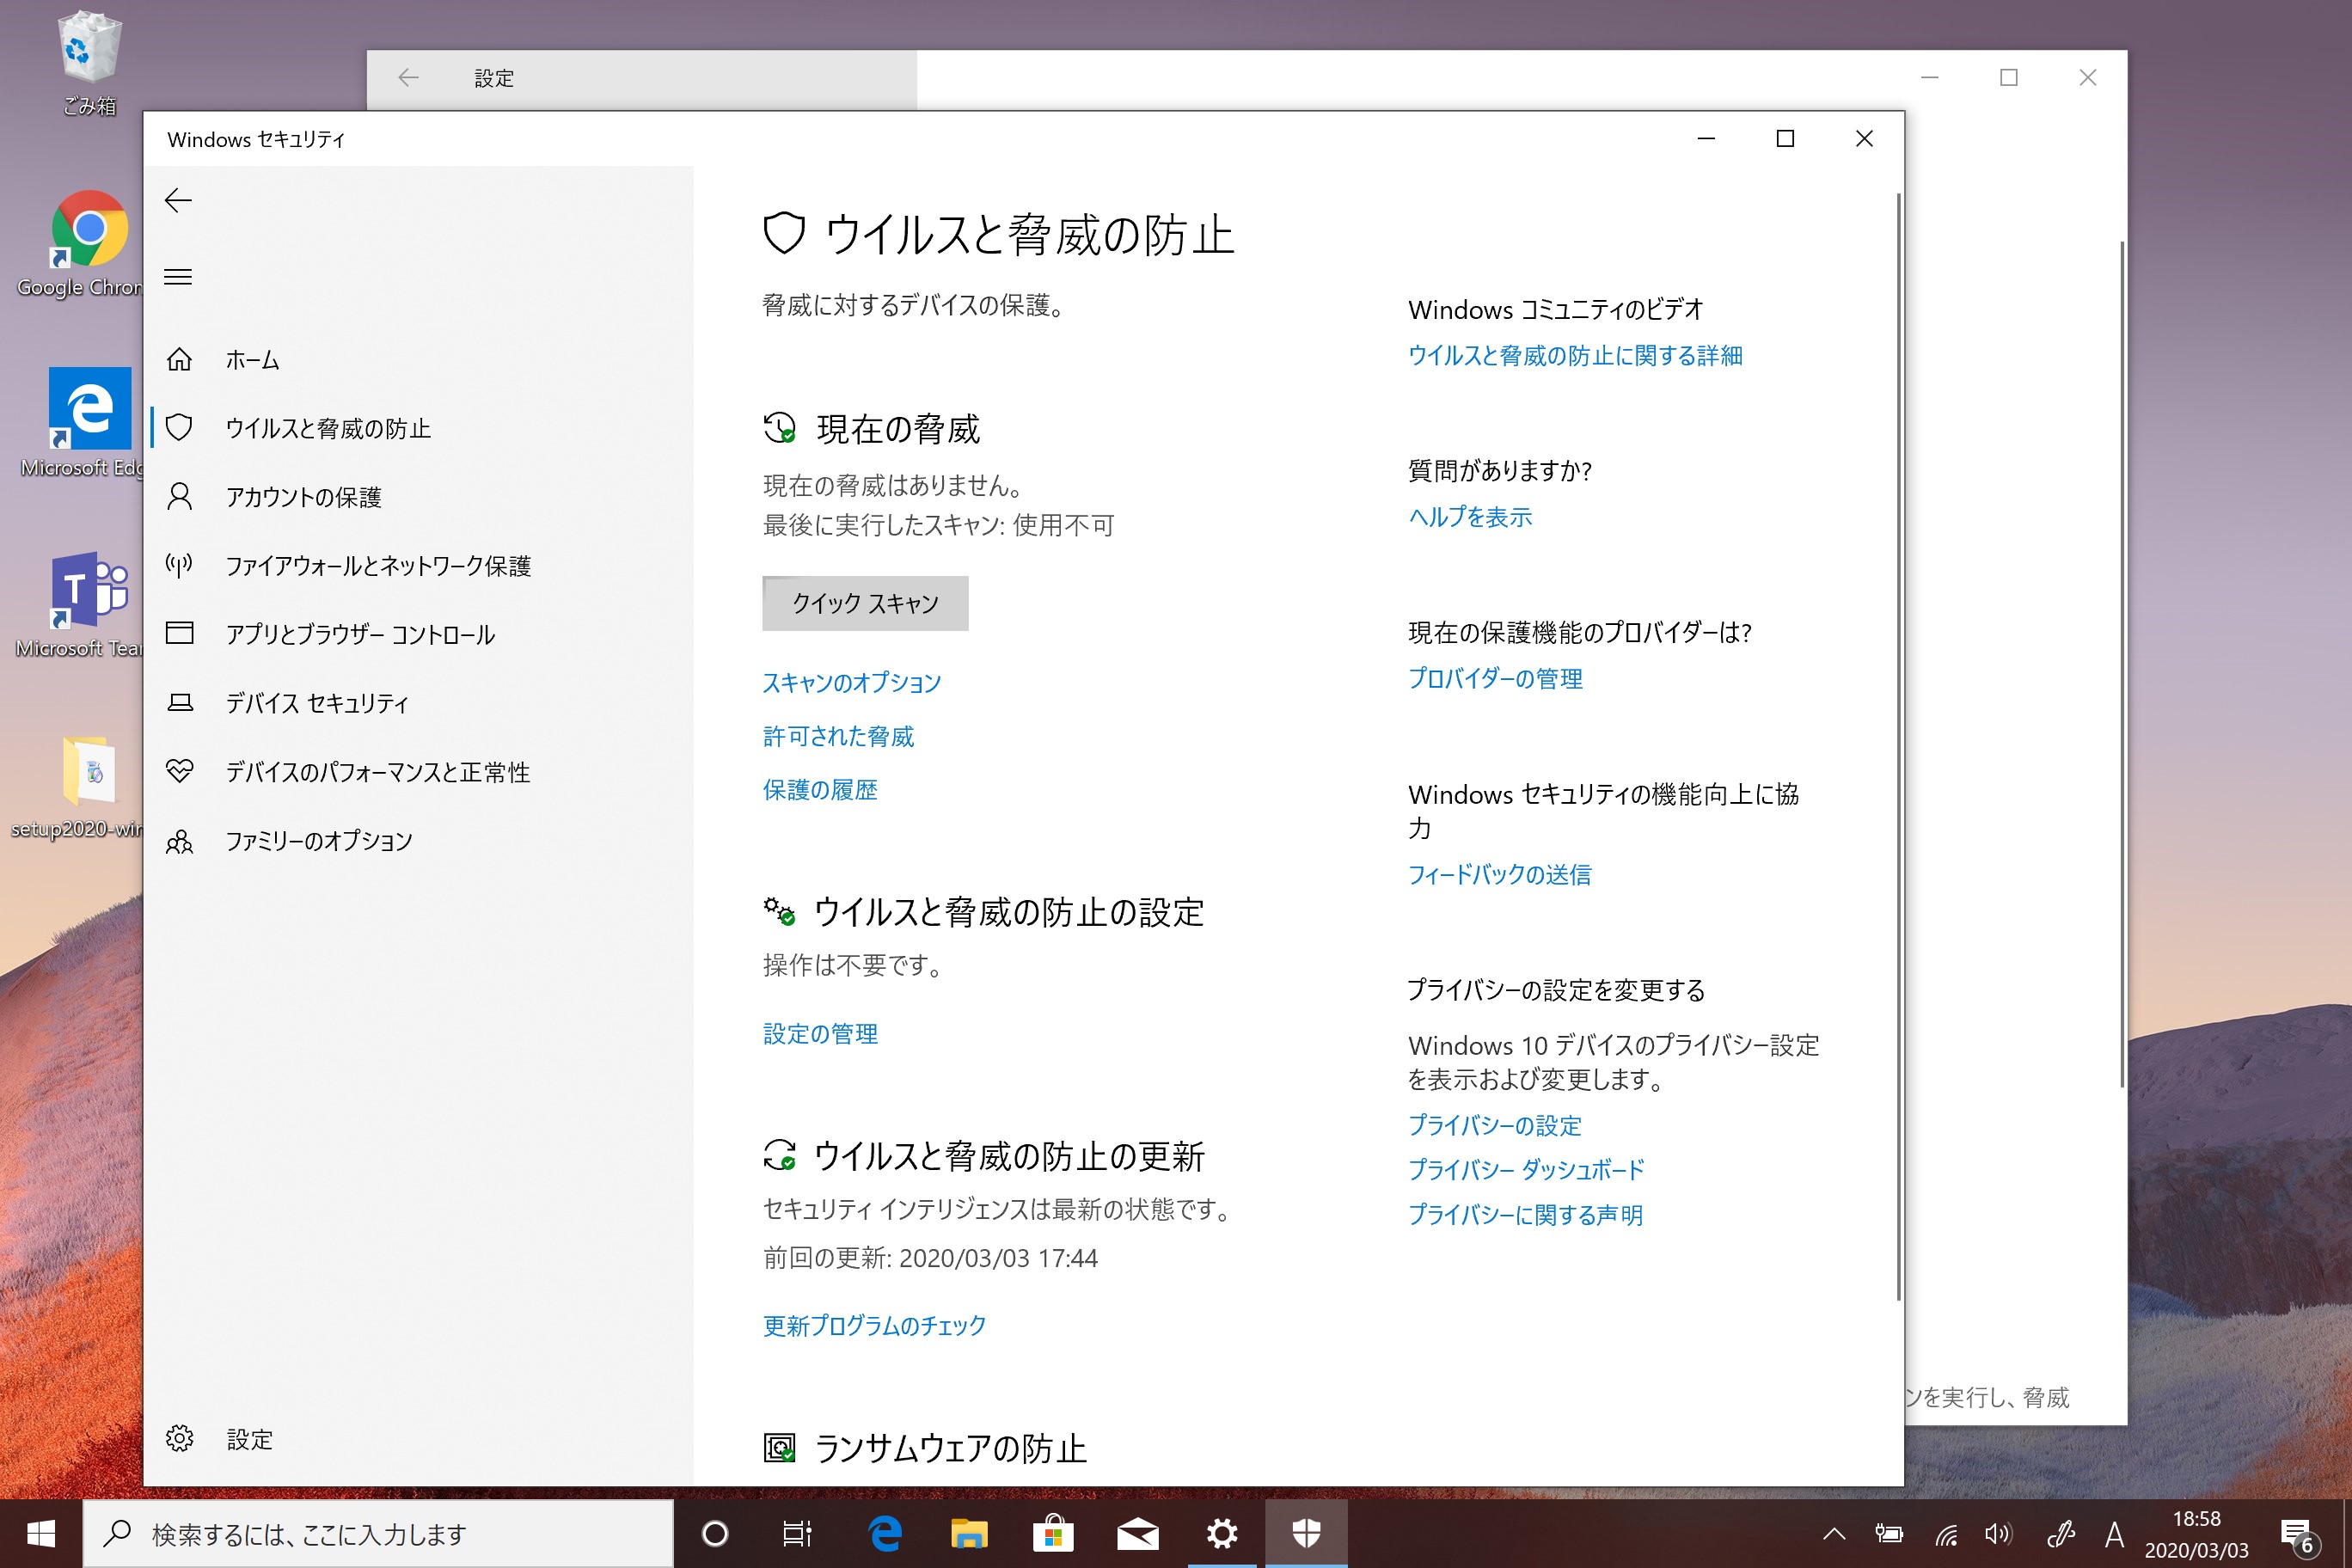 ごみ箱
Google Chrom
Microsoft Edg
Microsoft Tear
setup2020-win
設定
Windows セキュリティ
ホーム
ウイルスと脅威の防止
アカウントの保護
ファイアウォールとネットワーク保護
アプリとブラウザー コントロール
デバイス セキュリティ
デバイスのパフォーマンスと正常性
ファミリーのオプション
設定
ウイルスと脅威の防止
脅威に対するデバイスの保護。
現在の脅威
現在の脅威はありません。
最後に実行したスキャン: 使用不可
クイック スキャン
スキャンのオプション
許可された脅威
保護の履歴
ウイルスと脅威の防止の設定
操作は不要です。
設定の管理
ウイルスと脅威の防止の更新
セキュリティ インテリジェンスは最新の状態です。
前回の更新: 2020/03/03 17:44
更新プログラムのチェック
ランサムウェアの防止
Windows コミュニティのビデオ
ウイルスと脅威の防止に関する詳細
質問がありますか?
ヘルプを表示
現在の保護機能のプロバイダーは?
プロバイダーの管理
Windows セキュリティの機能向上に協
力
フィードバックの送信
プライバシーの設定を変更する
Windows 10 デバイスのプライバシー設定
を表示および変更します。
プライバシーの設定
プライバシー ダッシュボード
プライバシーに関する声明
ンを実行し、脅威
検索するには、ここに入力します
A
18:58
2020/03/03
6